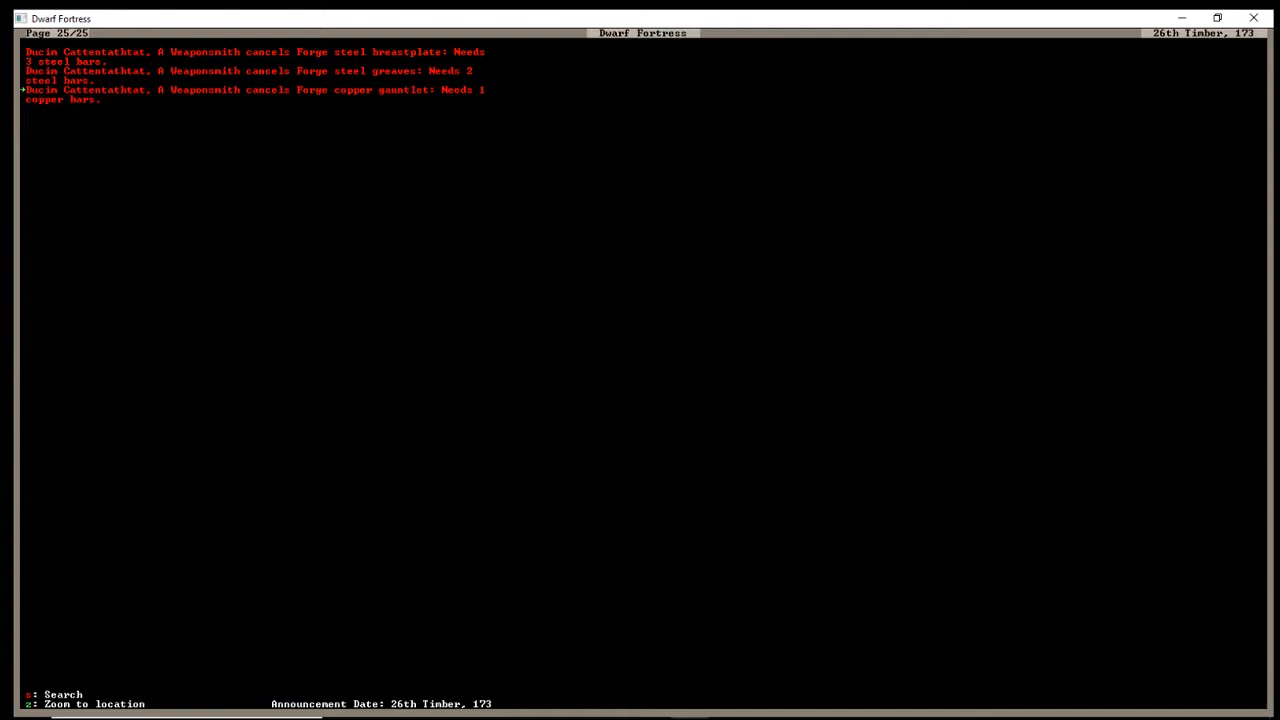 Dwarf Fortress
Page 25/25
Dwarf Fortress
26th Timber, 173
Ducim Cattentathtat, A Weaponsmith cancels Forge steel breastplate: Needs
3 steel bars.
Ducim Cattentathtat, A Weaponsmith cancels Forge steel greaves: Needs 2
steel bars.
Ducim Cattentathtat, A Weaponsmith cancels Forge copper gauntlet: Needs 1
copper bars.
s: Search
z: Zoom to location
Announcement Date: 26th Timber, 173